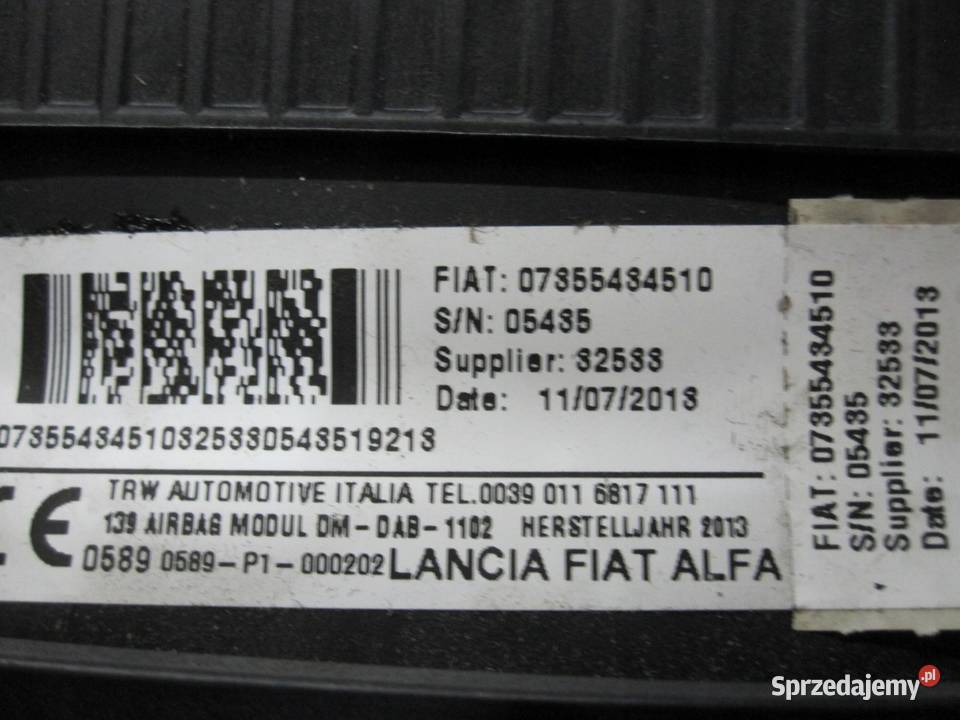 FIAT: 07355434510
S/N: 05435
Supplier: 32533
Date: 11/07/2013
07355434510325330543519213
TRW AUTOMOTIVE ITALIA TEL.0039 011 6817 111
139 AIRBAG MODUL DM-DAB-1102 HERSTELLJAHR 2013
CE 0589 0589-P1-000202 LANCIA FIAT ALFA
FIAT: 07355434510
S/N: 05435
Supplier: 32533
Date: 11/07/2013
Sprzedajemy.pl